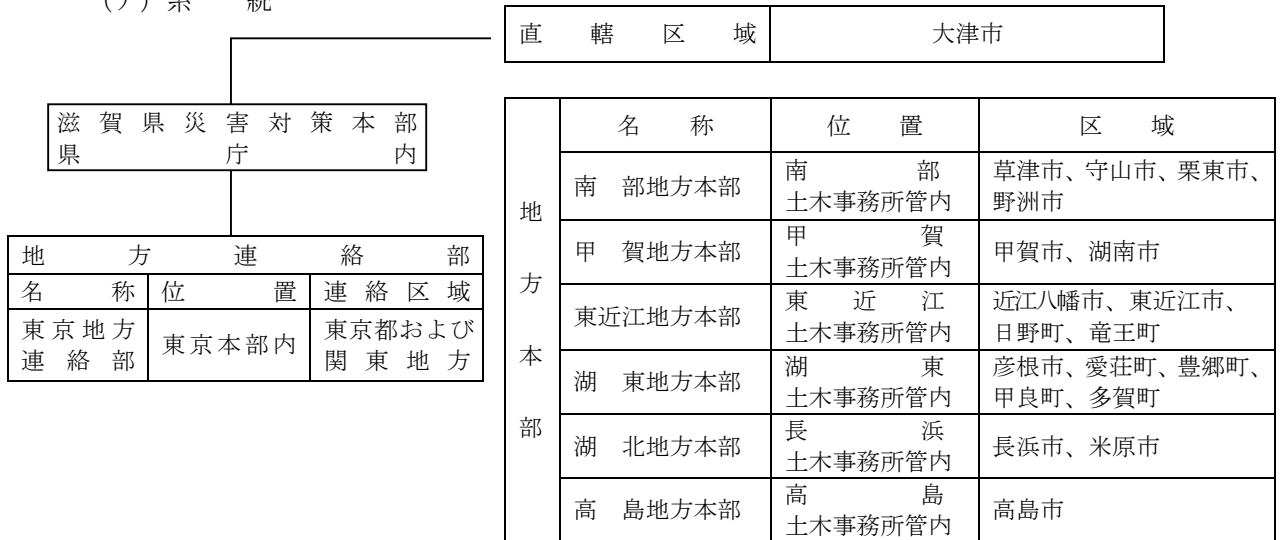 系統
直轄区域 大津市
滋賀県災害対策本部
県庁内
地方連絡部
名称 位置 連絡区域
東京地方
連絡部
東京本部内
東京都および
関東地方
地方本部
名称 位置 区域
南部地方本部
南部
土木事務所管内
草津市、守山市、栗東市、
野洲市
甲賀地方本部
甲賀
土木事務所管内
甲賀市、湖南市
東近江地方本部
東近江
土木事務所管内
近江八幡市、東近江市、
日野町、竜王町
湖東地方本部
湖東
土木事務所管内
彦根市、愛荘町、豊郷町、
甲良町、多賀町
湖北地方本部
長浜
土木事務所管内
長浜市、米原市
高島地方本部
高島
土木事務所管内
高島市